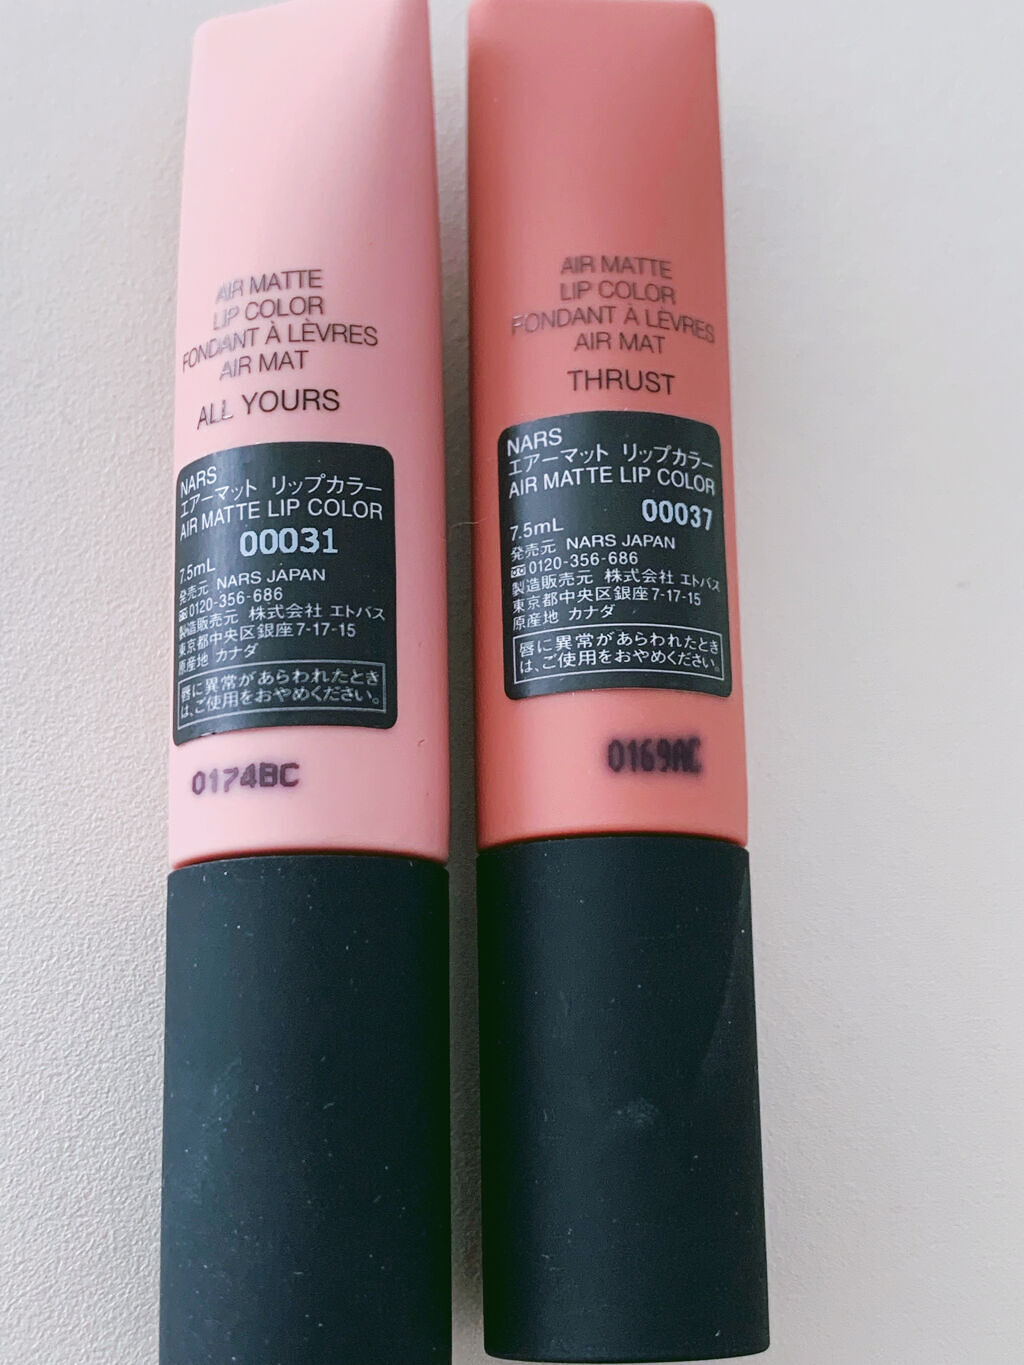 AIR MATTE
LIP COLOR
FONDANT À LÈVRES
AIR MAT
ALL YOURS
NARS
エアーマット リップカラー
AIR MATTE LIP COLOR
00031
7.5mL
発売元 NARS JAPAN
0120-356-686
製造販売元 株式会社 エトバス
東京都中央区銀座7-17-15
原産地 カナダ
唇に異常があらわれたとき
は、ご使用をおやめください。
0174BC
AIR MATTE
LIP COLOR
FONDANT À LÈVRES
AIR MAT
THRUST
NARS
エアーマット リップカラー
AIR MATTE LIP COLOR
00037
7.5mL
発売元 NARS JAPAN
0120-356-686
製造販売元 株式会社 エトバス
東京都中央区銀座7-17-15
原産地 カナダ
唇に異常があらわれたとき
は、ご使用をおやめください。
0169AC